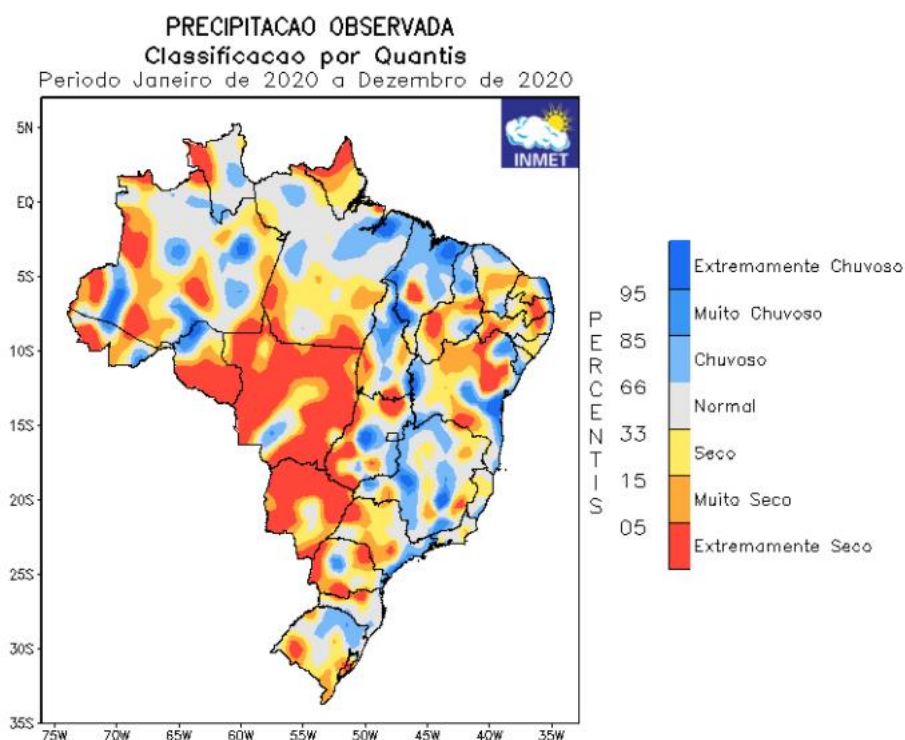 PRECIPITACAO OBSERVADA
Classificacao por Quantis
Periodo Janeiro de 2020 a Dezembro de 2020
INMET
5N
EQ
5S
10S
15S
20S
25S
30S
35S
75W 70W 65W 60W 55W 50W 45W 40W 35W
PERCENTIS
Extremamente Chuvoso
95
Muito Chuvoso
85
Chuvoso
66
Normal
33
Seco
15
Muito Seco
05
Extremamente Seco